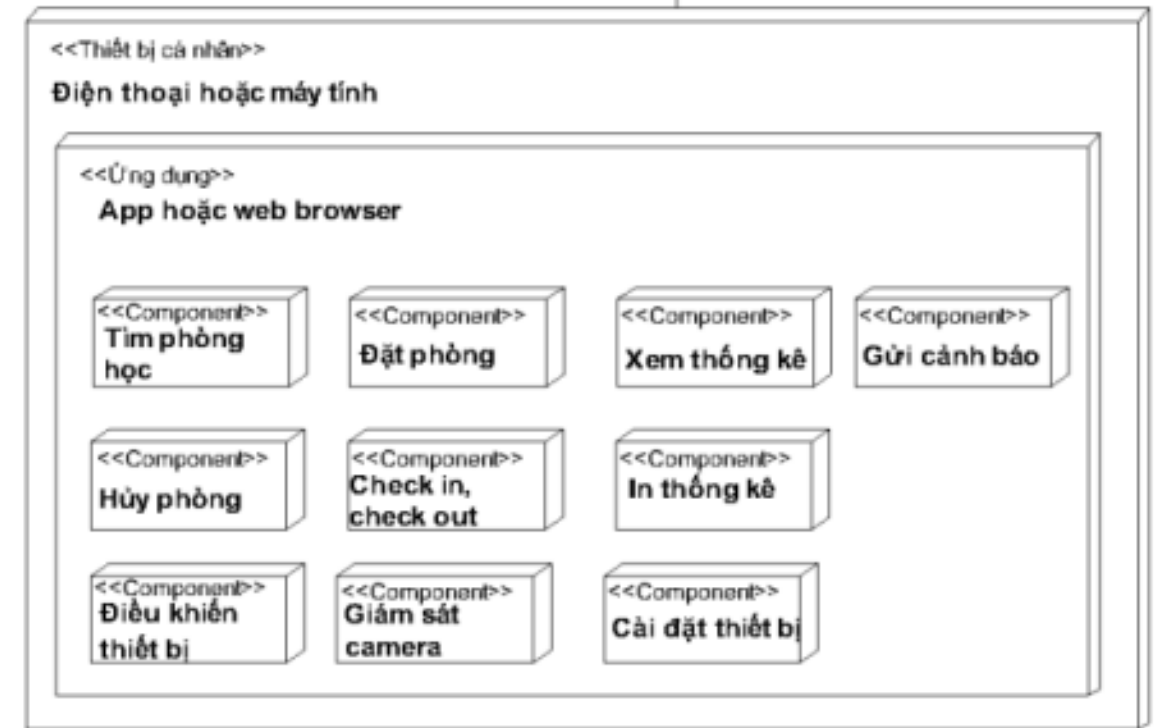 <<Thiết bị cá nhân>>
Điện thoại hoặc máy tính
<<Ứng dụng>>
App hoặc web browser
<<Component>>
Tìm phòng
học
<<Component>>
Đặt phòng
<<Component>>
Xem thống kê
<<Component>>
Gửi cảnh báo
<<Component>>
Hủy phòng
<<Component>>
Check in,
check out
<<Component>>
In thống kê
<<Component>>
Điều khiển
thiết bị
<<Component>>
Giám sát
camera
<<Component>>
Cài đặt thiết bị